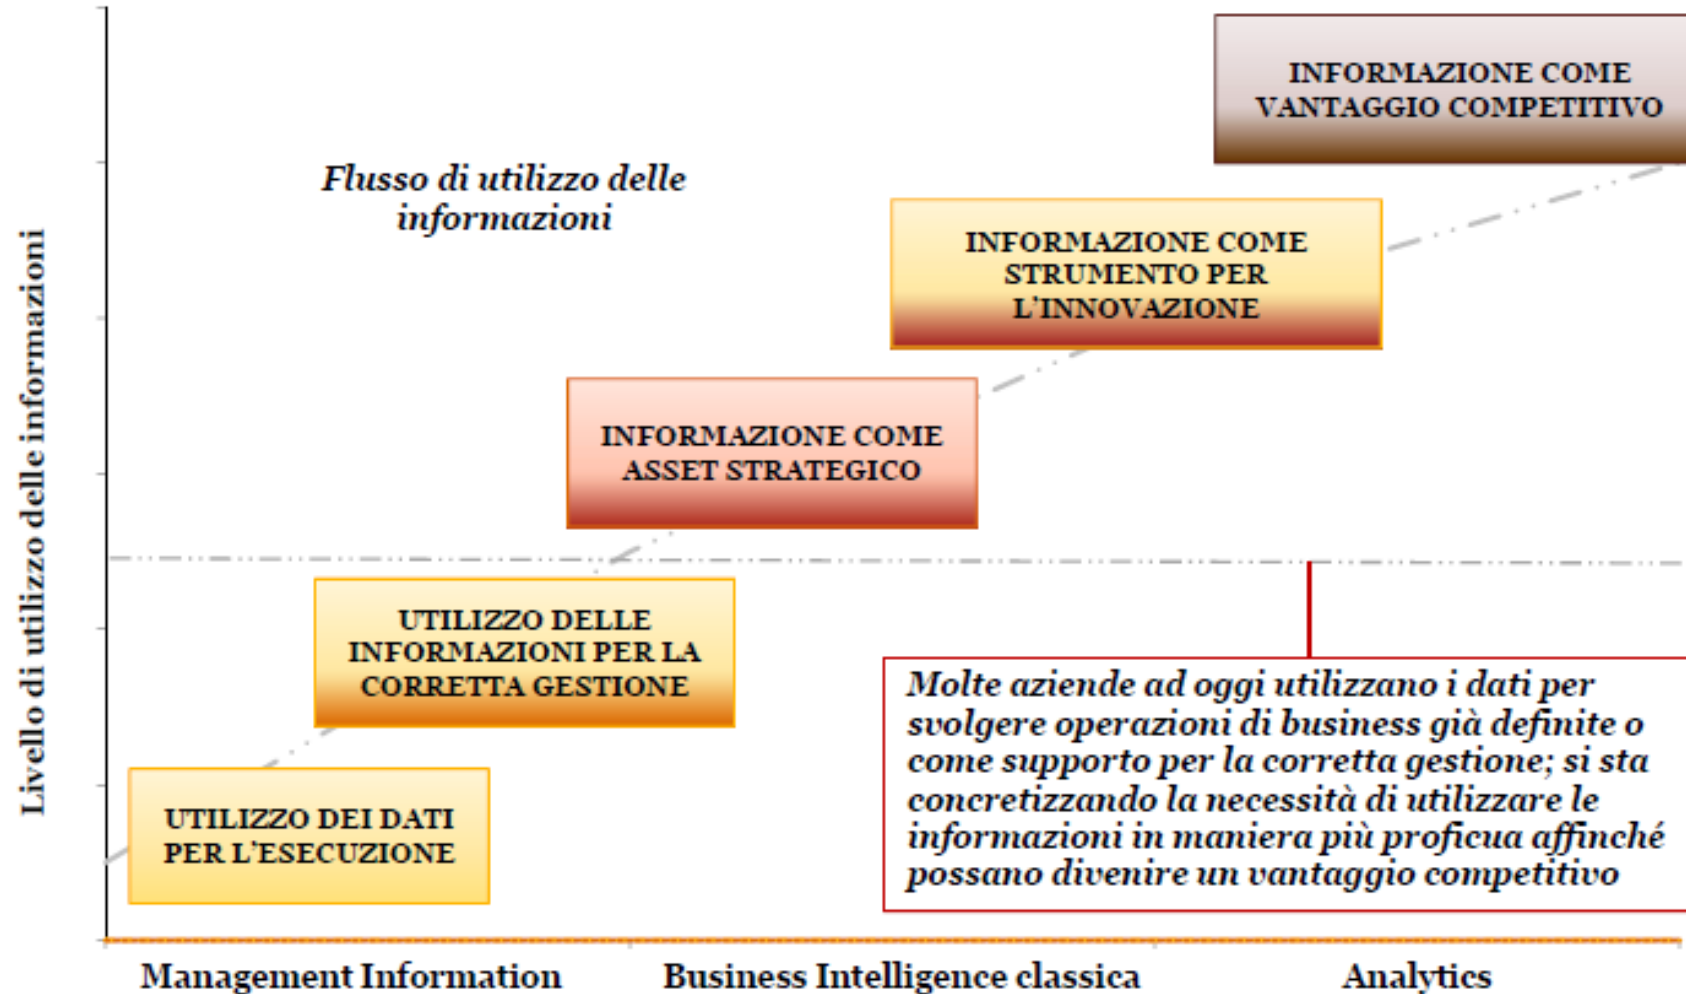 INFORMAZIONE COME
VANTAGGIO COMPETITIVO
Flusso di utilizzo delle
informazioni
INFORMAZIONE COME
STRUMENTO PER
L'INNOVAZIONE
INFORMAZIONE COME
ASSET STRATEGICO
UTILIZZO DELLE
INFORMAZIONI PER LA
CORRETTA GESTIONE
UTILIZZO DEI DATI
PER L'ESECUZIONE
Molte aziende ad oggi utilizzano i dati per
svolgere operazioni di business già definite o
come supporto per la corretta gestione; si sta
concretizzando la necessità di utilizzare le
informazioni in maniera più proficua affinché
possano divenire un vantaggio competitivo
Livello di utilizzo delle informazioni
Management Information
Business Intelligence classica
Analytics